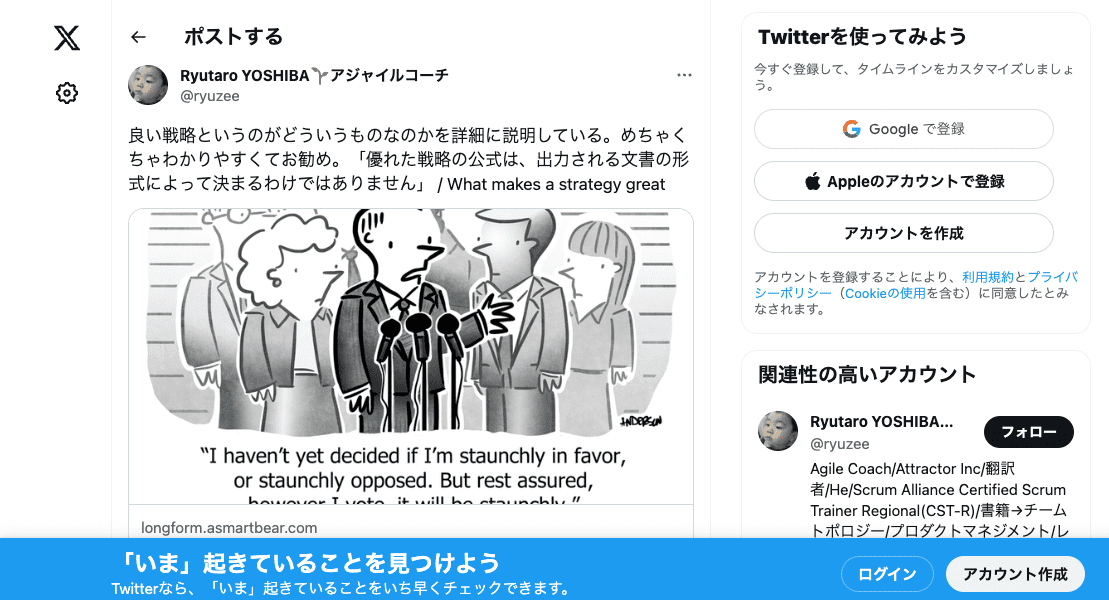 ポストする
Ryutaro YOSHIBA🌱アジャイルコーチ
@ryuzee
良い戦略というのがどういうものなのかを詳細に説明している。めちゃく
ちゃわかりやすくてお勧め。「優れた戦略の公式は、出力される文書の形
式によって決まるわけではありません」 / What makes a strategy great
ANDERSON
“I haven’t yet decided if I’m staunchly in favor,
or staunchly opposed. But rest assured,
however I vote, it will be staunchly.”
longform.asmartbear.com
Twitterを使ってみよう
今すぐ登録して、タイムラインをカスタマイズしましょ
う。
Google で登録
Appleのアカウントで登録
アカウントを作成
アカウントを登録することにより、利用規約とプライバ
シーポリシー（Cookieの使用を含む）に同意したとみ
なされます。
関連性の高いアカウント
Ryutaro YOSHIBA...
@ryuzee
フォロー
Agile Coach/Attractor Inc/翻訳
者/He/Scrum Alliance Certified Scrum
Trainer Regional(CST-R)/書籍→チーム
トポロジー/プロダクトマネジメント/レ
「いま」起きていることを見つけよう
Twitterなら、「いま」起きていることをいち早くチェックできます。
ログイン
アカウント作成